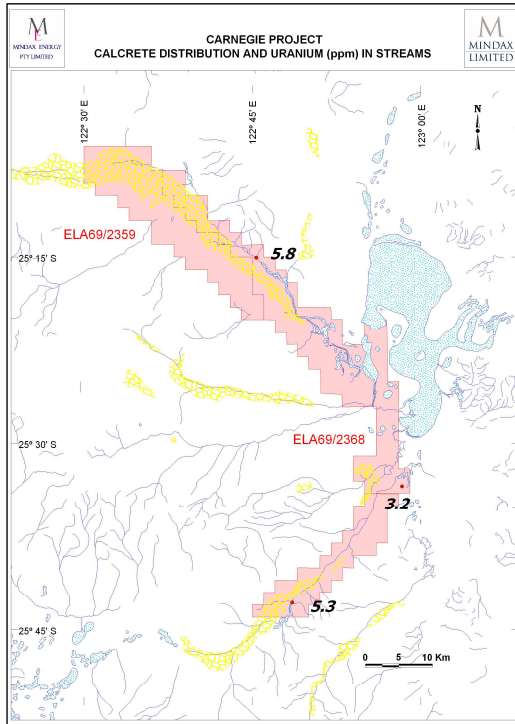 M
E
MINDAX ENERGY
PTY LIMITED
CARNEGIE PROJECT
CALCRETE DISTRIBUTION AND URANIUM (ppm) IN STREAMS
M
MINDAX
LIMITED
122° 30' E
122° 45' E
123° 00' E
N
ELA69/2359
5.8
25° 15' S
25° 30' S
ELA69/2368
3.2
5.3
25° 45' S
0 5 10 Km